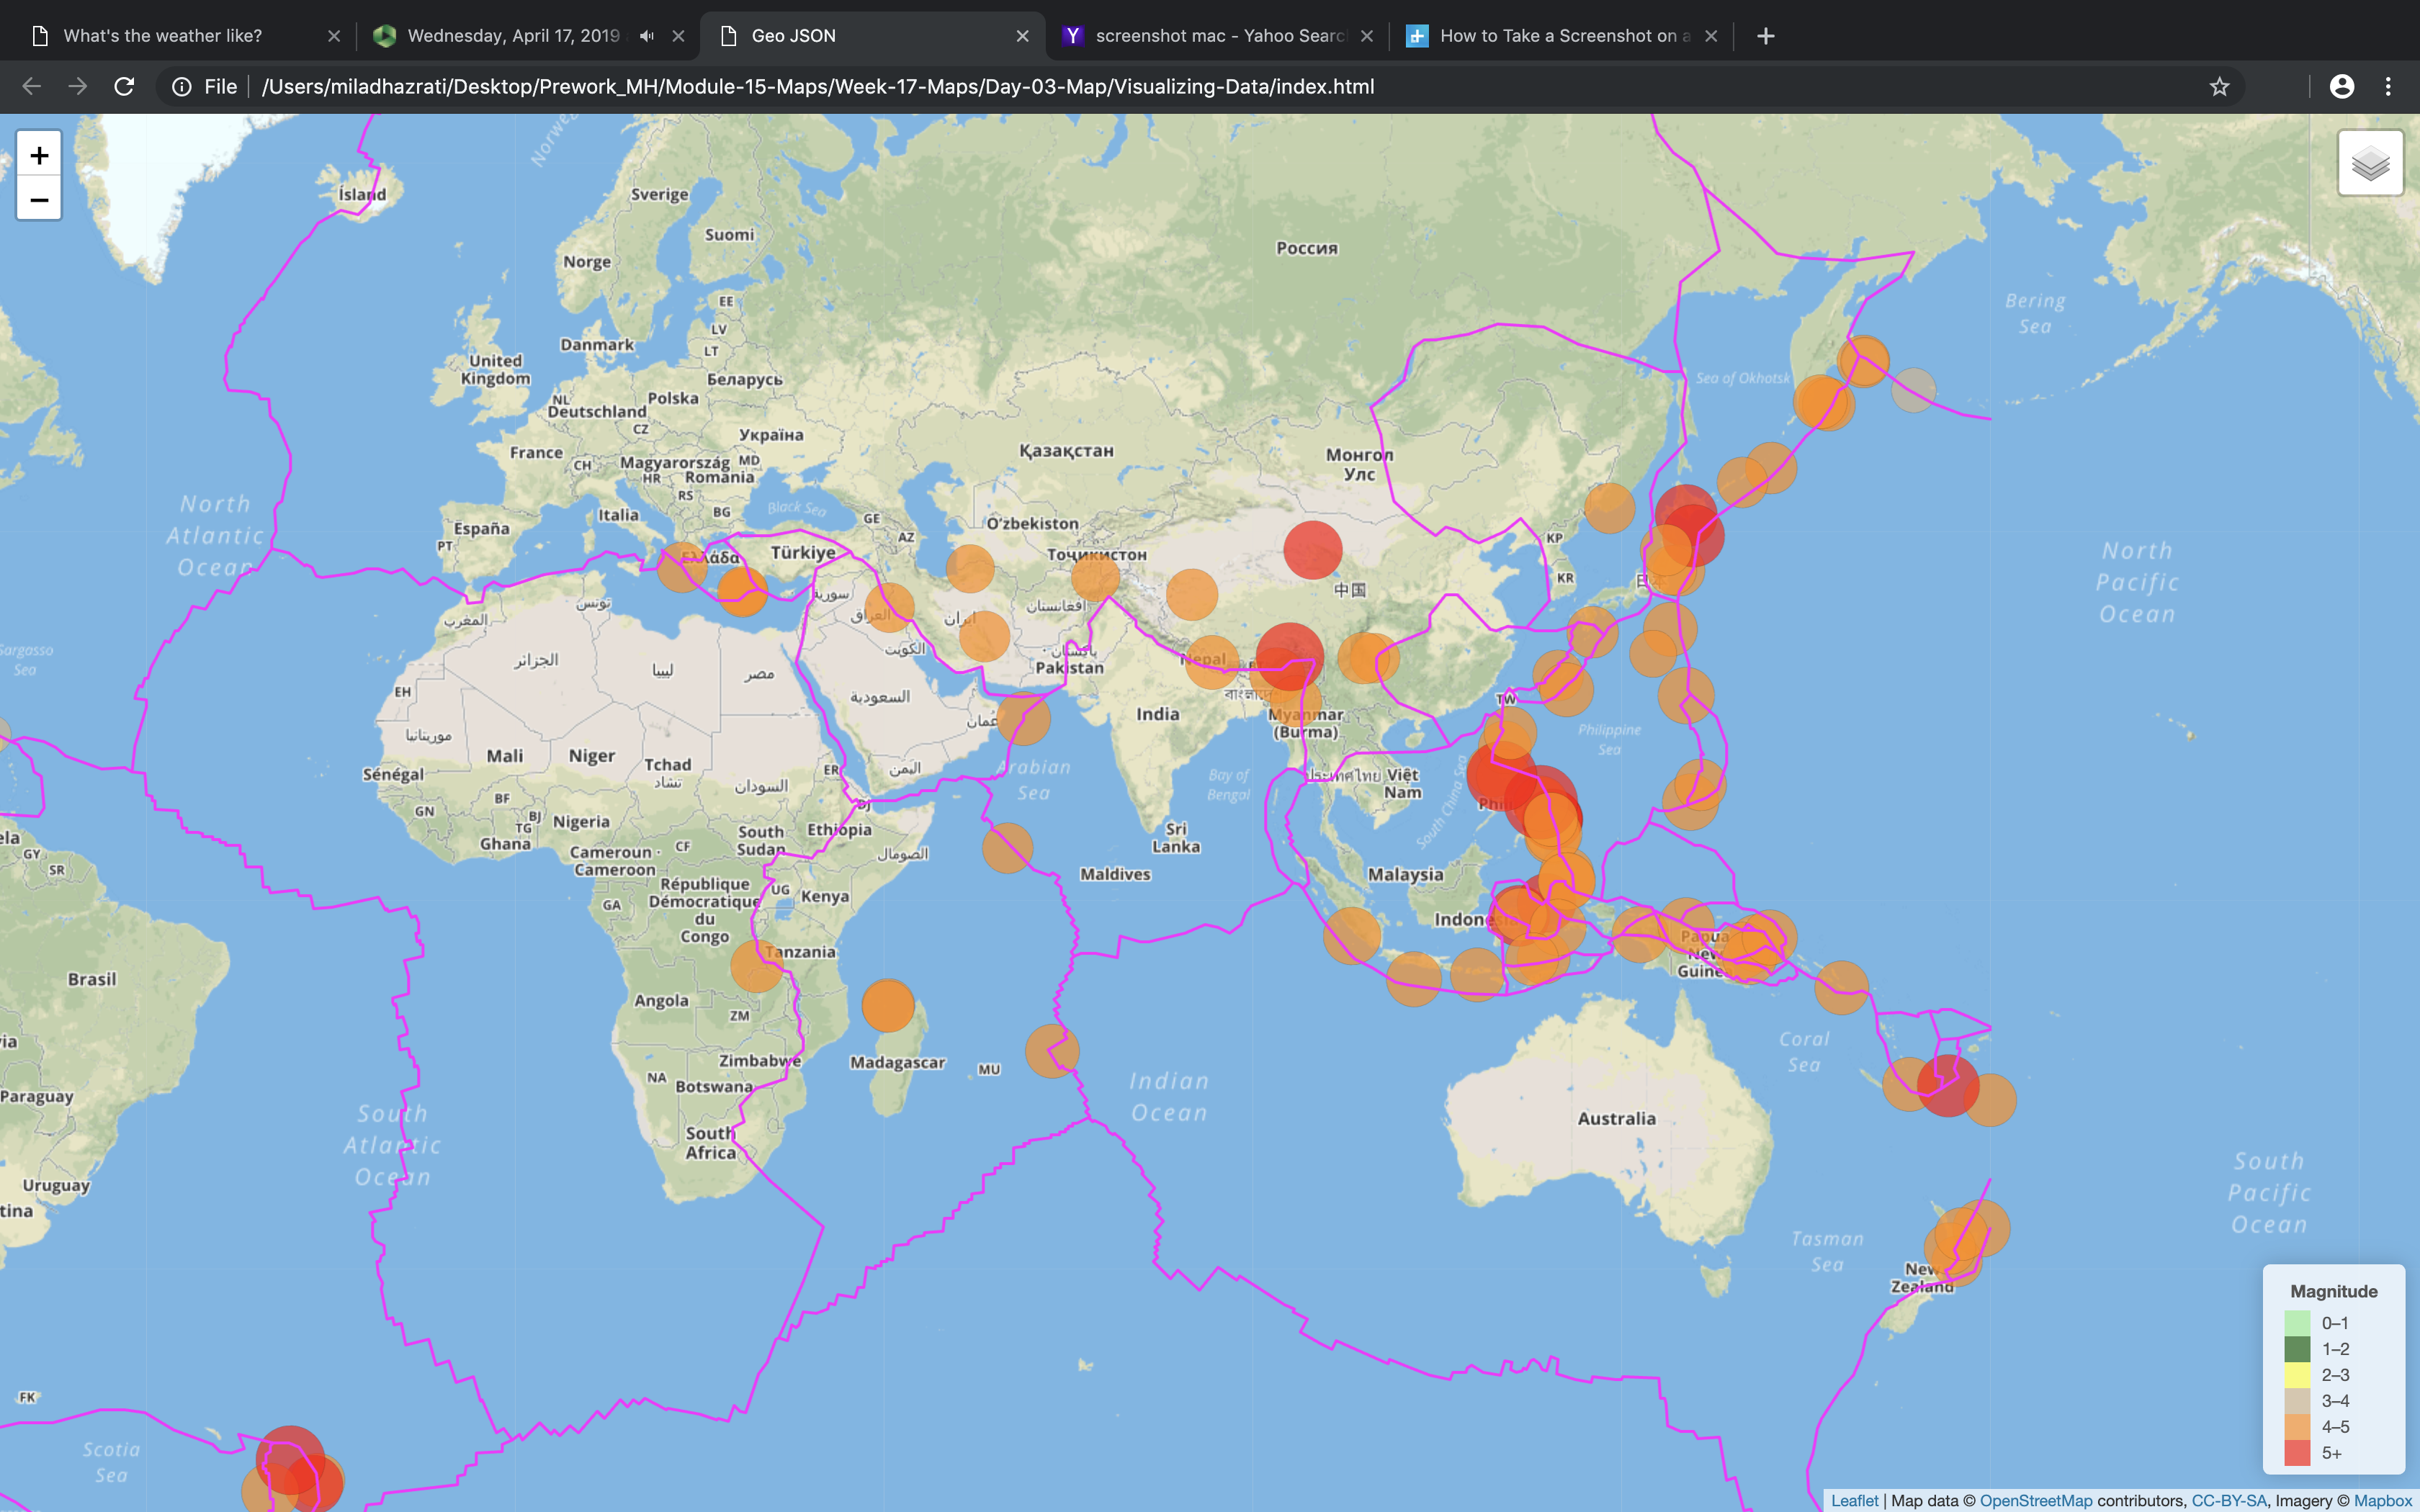 What's the weather like?
Wednesday, April 17, 2019
Geo JSON
screenshot mac - Yahoo Searc
How to Take a Screenshot on a
File
/Users/miladhazrati/Desktop/Prework_MH/Module-15-Maps/Week-17-Maps/Day-03-Map/Visualizing-Data/index.html
+
−
Ísland
Sverige
Suomi
Norge
Россия
Bering
Sea
EE
LV
LT
Danmark
United
Kingdom
Беларусь
Sea of Okhotsk
NL
Polska
Deutschland
CZ
Україна
France
CH
Magyarország
MD
HR
Romania
RS
Қазақстан
Монгол
Улс
North
Atlantic
Ocean
Italia
BG
Black Sea
GE
España
PT
AZ
O'zbekiston
Türkiye
Тоҷикистон
KP
KR
中国
North
Pacific
Ocean
تونس
سورية
العراق
ایران
افغانستان
المغرب
الكويت
پاکستان
Pakistan
Nepal
Sargasso
Sea
الجزائر
ليبيا
مصر
السعودية
EH
عمان
India
Myanmar
(Burma)
TW
Philippine
Sea
موريتانيا
Mali
Niger
Tchad
تشاد
ER
اليمن
Arabian
Sea
Bay of
Bengal
ประเทศไทย
Việt
Nam
South China Sea
Sénégal
السودان
BF
GN
DJ
BJ
TG
Nigeria
Ghana
South
Sudan
Ethiopia
الصومال
Sri
Lanka
GY
SR
Cameroun -
Cameroon
CF
Maldives
Malaysia
République
Démocratique
du
Congo
UG
Kenya
GA
Papua
New
Guinea
Brasil
Tanzania
Angola
ZM
Coral
Sea
Zimbabwe
Madagascar
MU
NA
Botswana
Indian
Ocean
Paraguay
South
Atlantic
Ocean
South
Africa
Australia
Uruguay
tina
South
Pacific
Ocean
Tasman
Sea
New
Zealand
FK
Scotia
Sea
Magnitude
0–1
1–2
2–3
3–4
4–5
5+
Leaflet | Map data © OpenStreetMap contributors, CC-BY-SA, Imagery © Mapbox